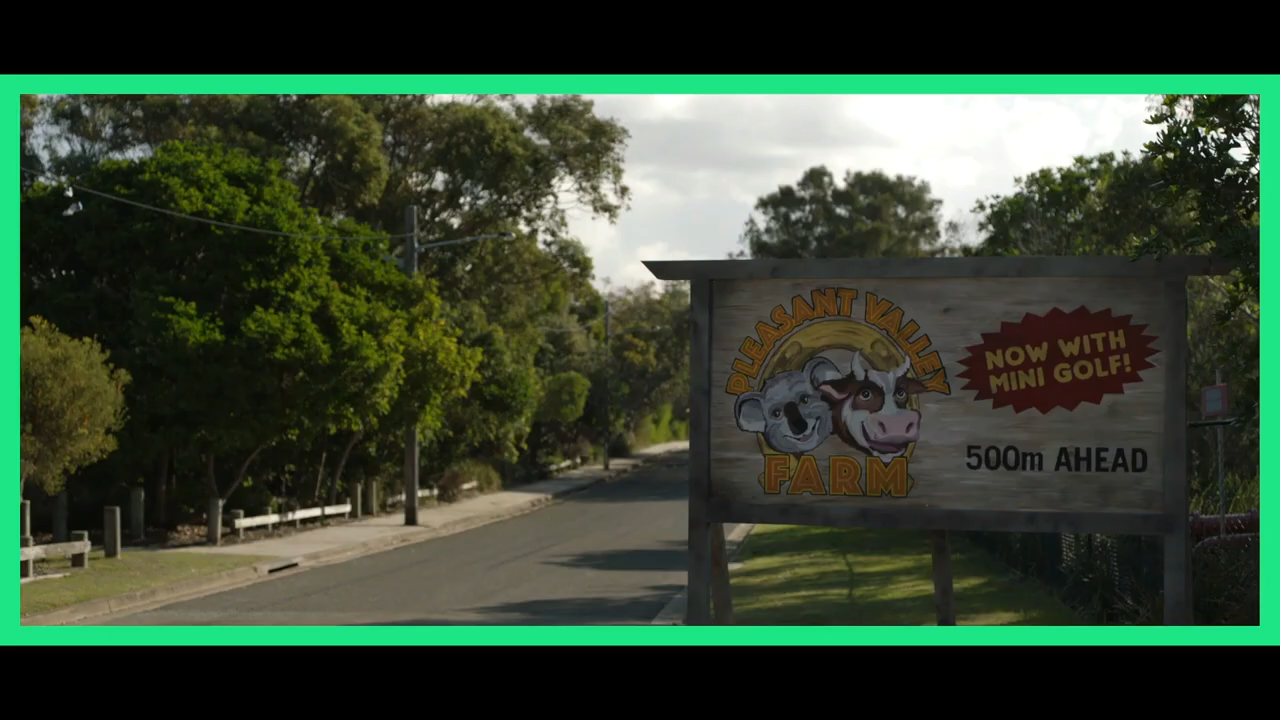 PLEASANT VALLEY
FARM
NOW WITH
MINI GOLF!
500m AHEAD